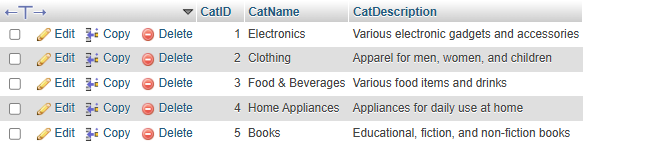 CatID CatName CatDescription
Edit Copy Delete 1 Electronics Various electronic gadgets and accessories
Edit Copy Delete 2 Clothing Apparel for men, women, and children
Edit Copy Delete 3 Food & Beverages Various food items and drinks
Edit Copy Delete 4 Home Appliances Appliances for daily use at home
Edit Copy Delete 5 Books Educational, fiction, and non-fiction books